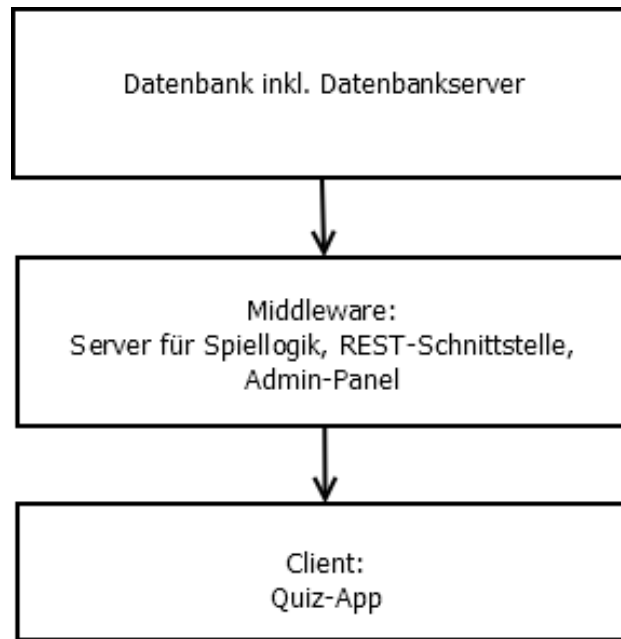 Datenbank inkl. Datenbankserver
Middleware:
Server für Spiellogik, REST-Schnittstelle,
Admin-Panel
Client:
Quiz-App